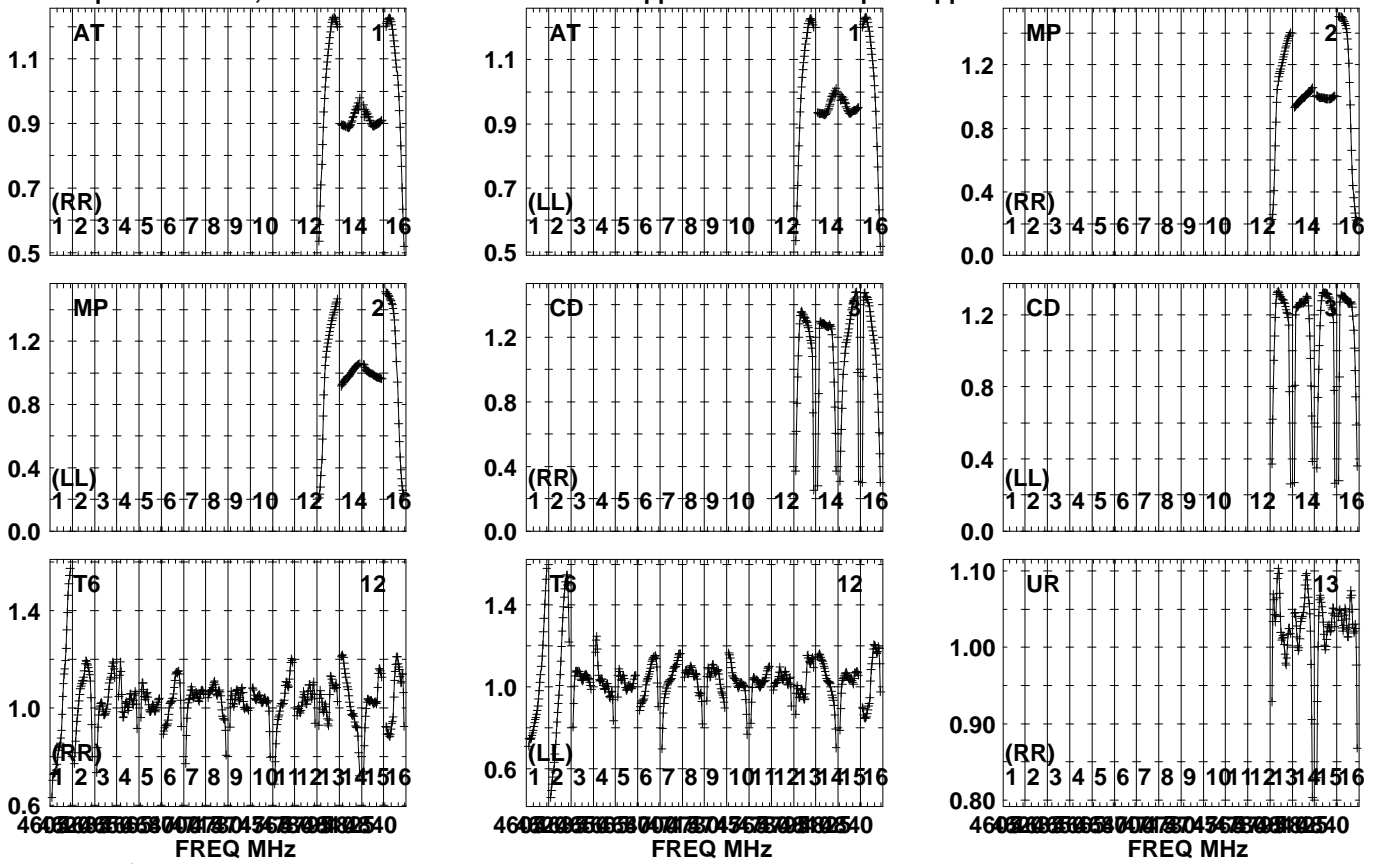 AT 1
1.1
0.9
0.7
0.5
(RR)
1 2 3 4 5 6 7 8 9 10 12 14 16
AT 1
1.1
0.9
0.7
0.5
(LL)
1 2 3 4 5 6 7 8 9 10 12 14 16
MP 2
1.2
0.8
0.4
0.0
(RR)
1 2 3 4 5 6 7 8 9 10 12 14 16
MP 2
1.2
0.8
0.4
0.0
(LL)
1 2 3 4 5 6 7 8 9 10 12 14 16
CD 3
1.2
0.8
0.4
0.0
(RR)
1 2 3 4 5 6 7 8 9 10 12 14 16
CD 3
1.2
0.8
0.4
0.0
(LL)
1 2 3 4 5 6 7 8 9 10 12 14 16
T6 12
1.4
1.0
0.6
(RR)
1 2 3 4 5 6 7 8 9 10 11 12 13 14 15 16
FREQ MHz
T6 12
1.4
1.0
0.6
(LL)
1 2 3 4 5 6 7 8 9 10 11 12 13 14 15 16
FREQ MHz
UR 13
1.10
1.00
0.90
0.80
(RR)
1 2 3 4 5 6 7 8 9 10 11 12 13 14 15 16
FREQ MHz